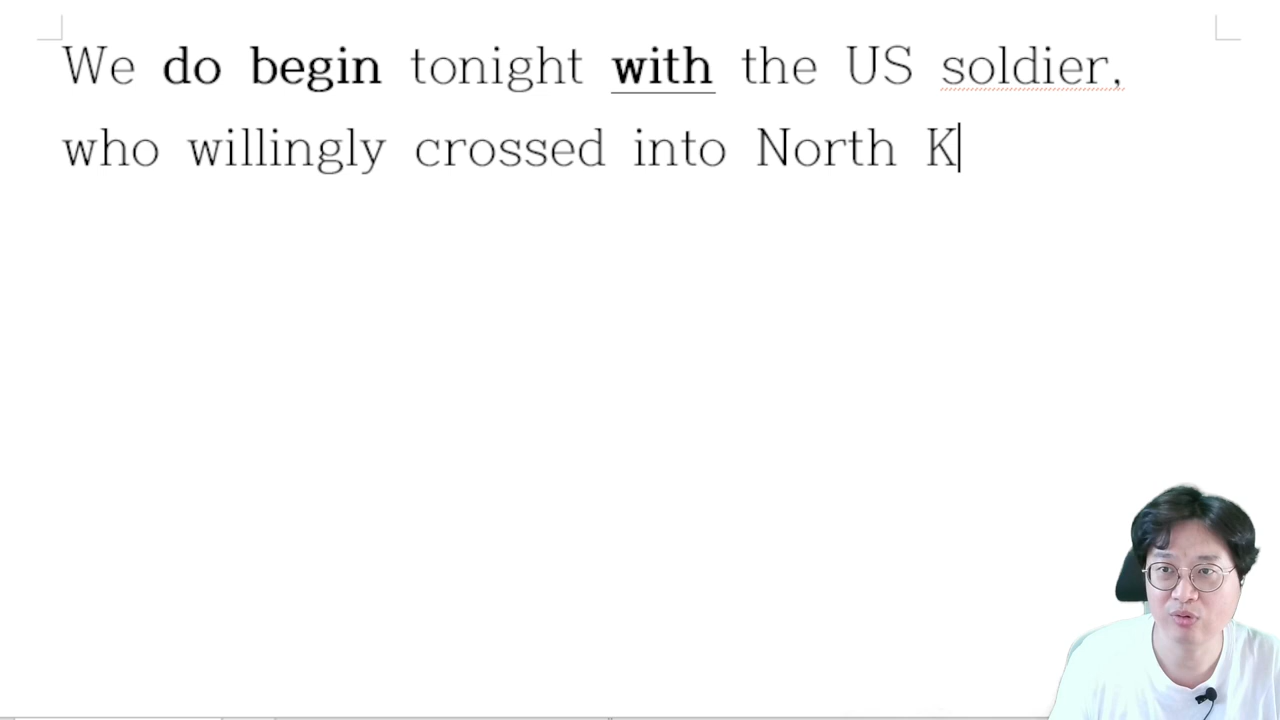 We do begin tonight with the US soldier,
who willingly crossed into North K